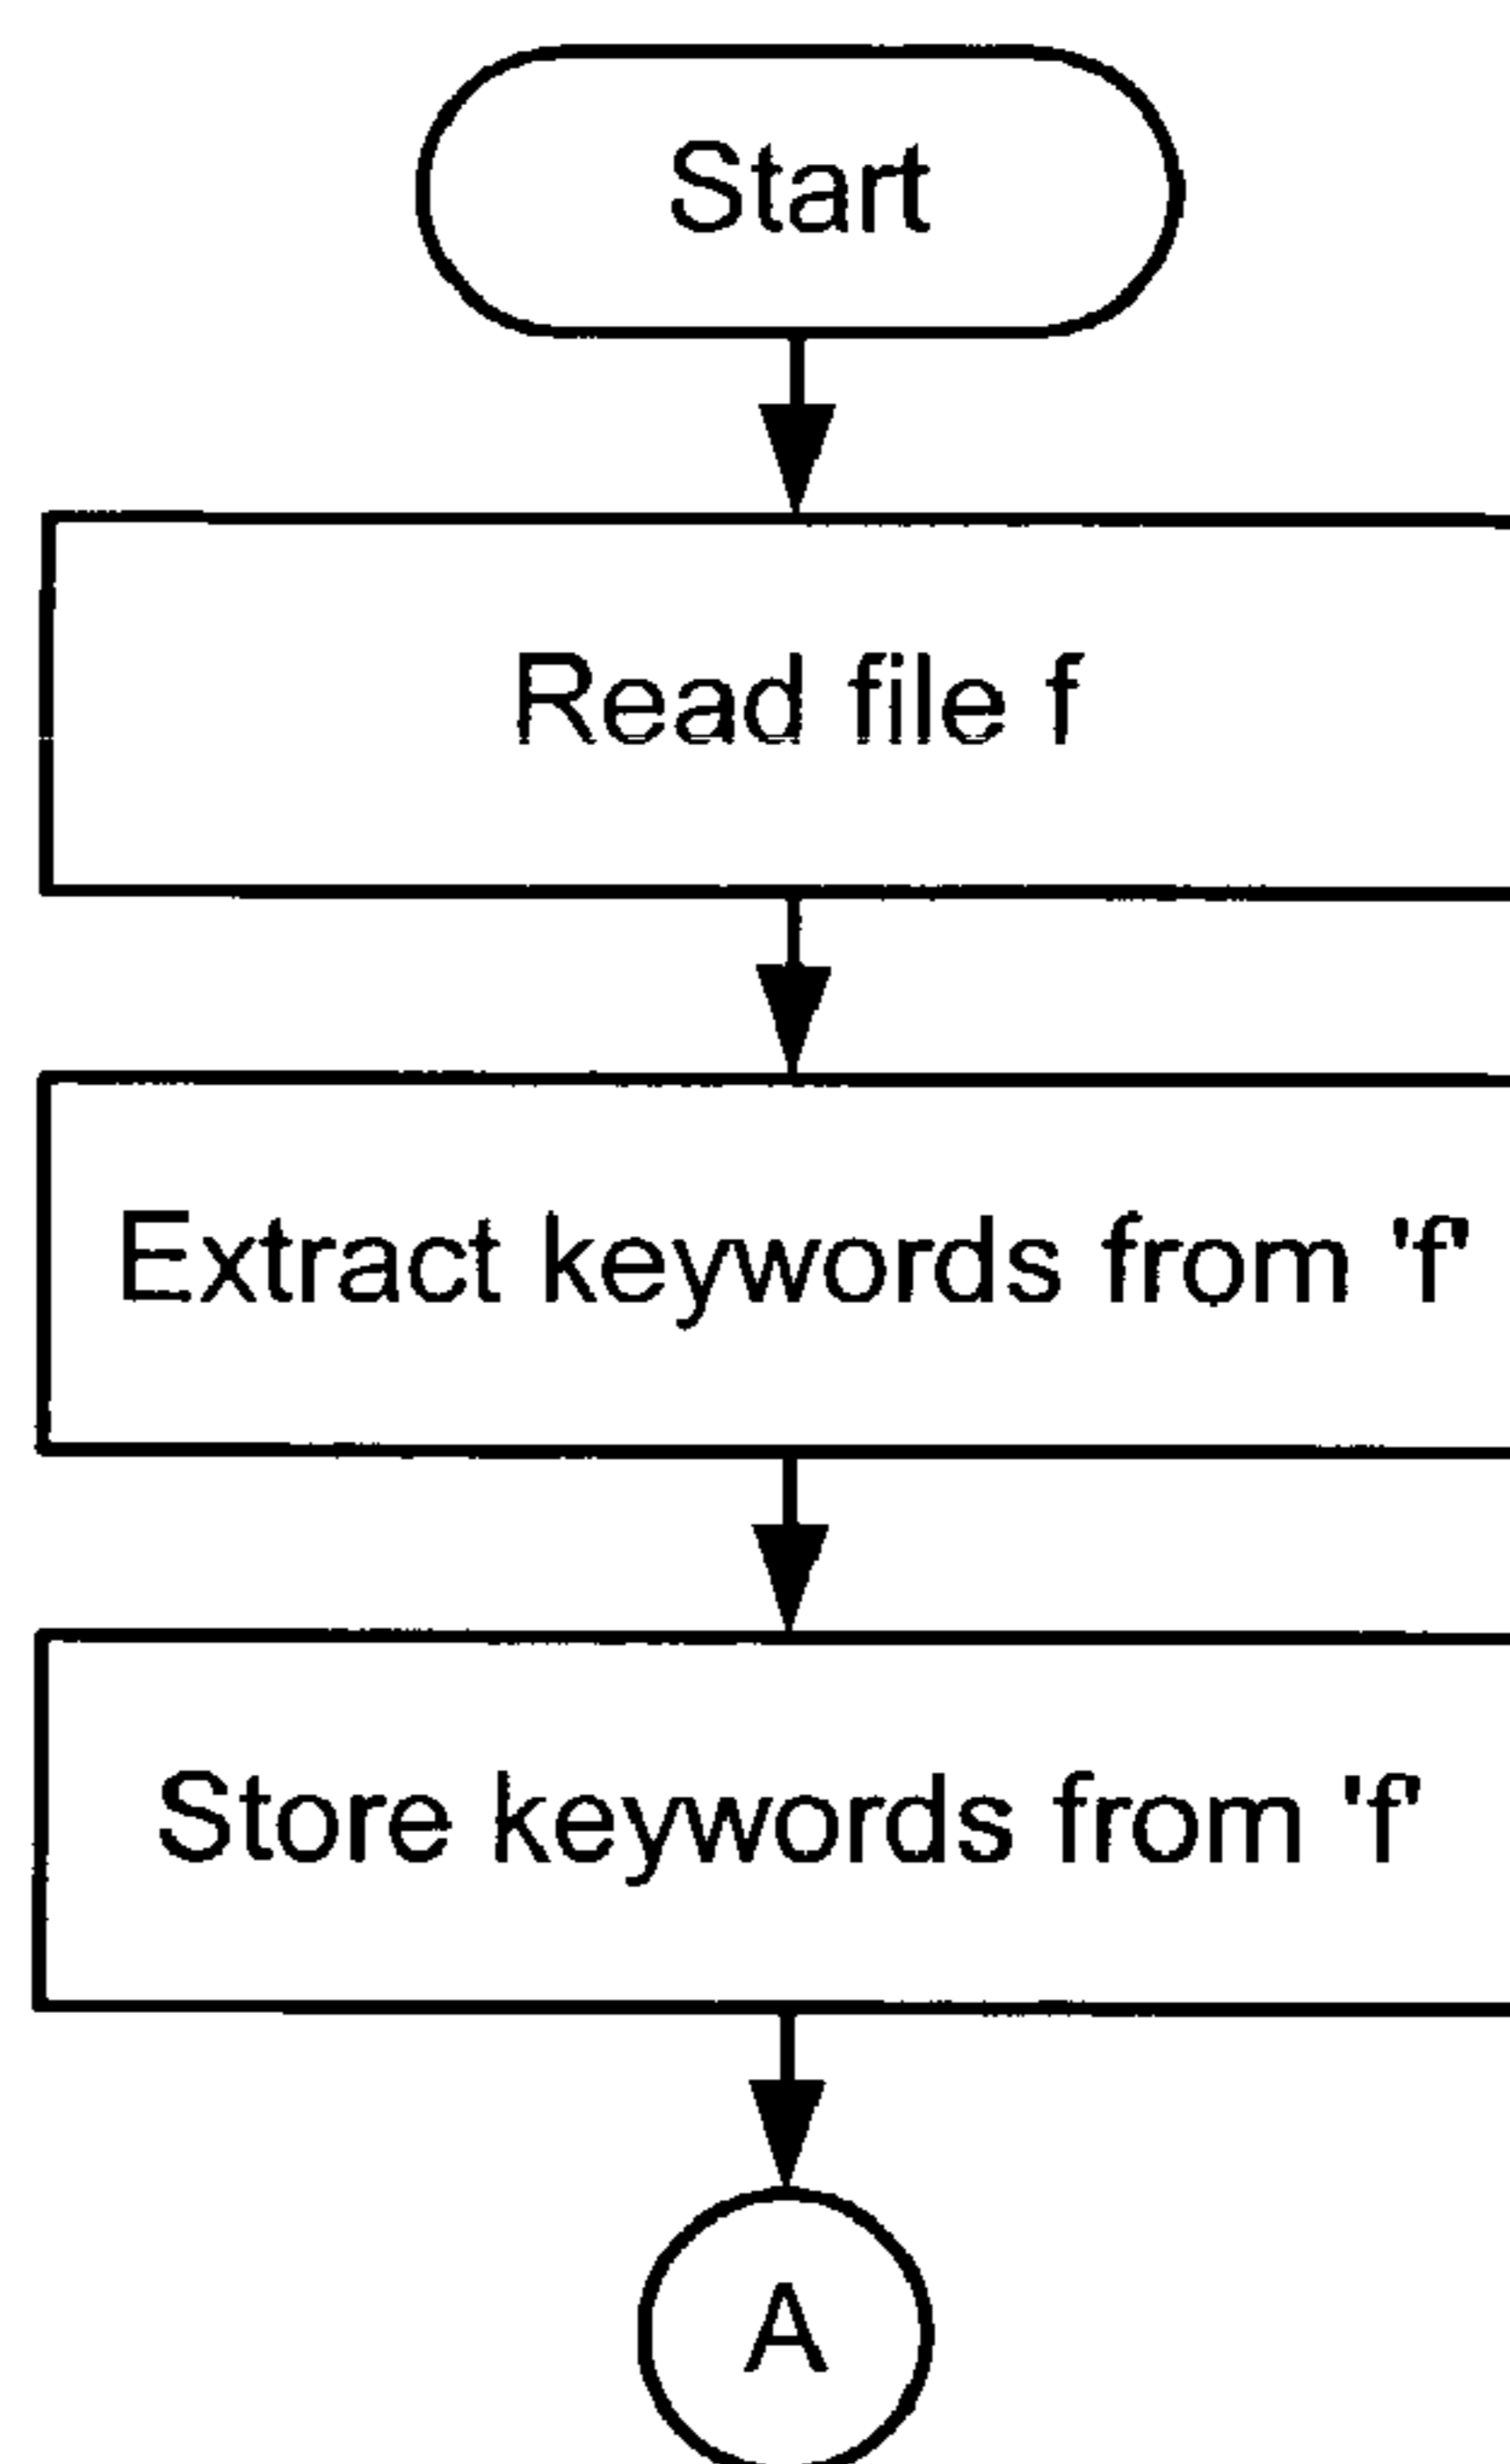 Start
Read file f
Extract keywords from 'f'
Store keywords from 'f'
A